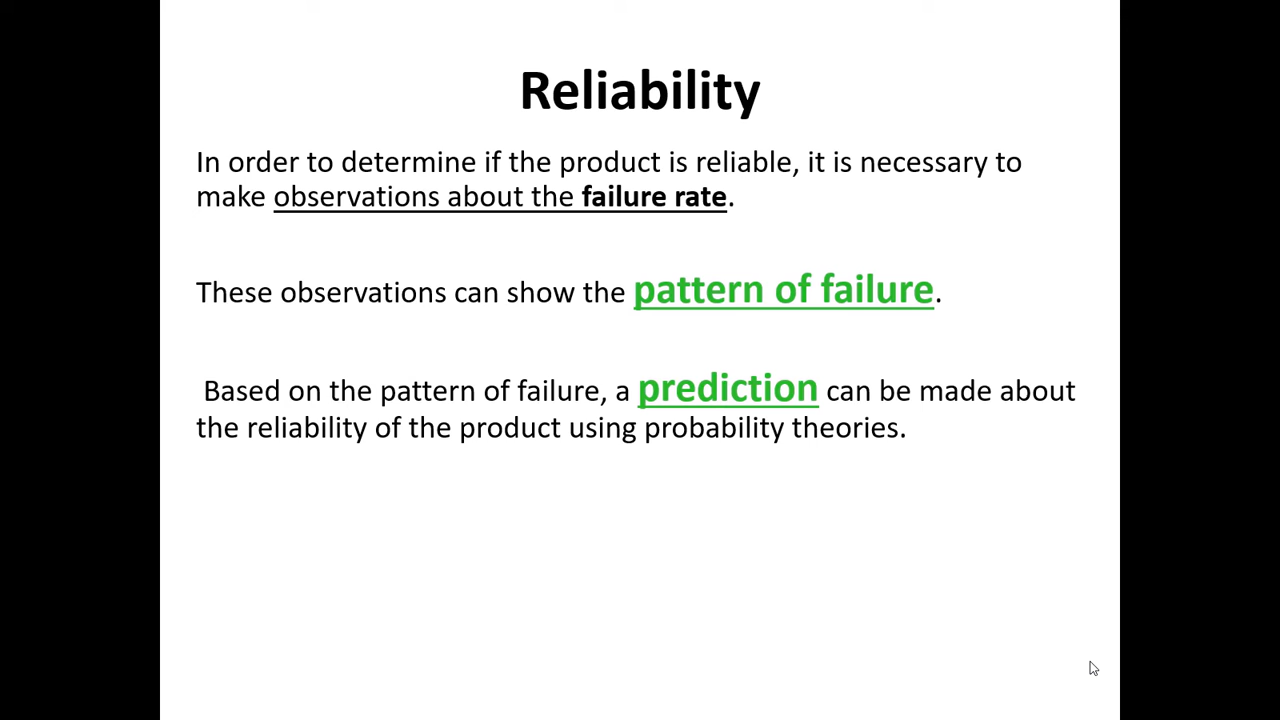 Reliability
In order to determine if the product is reliable, it is necessary to
make observations about the failure rate.
These observations can show the pattern of failure.
Based on the pattern of failure, a prediction can be made about
the reliability of the product using probability theories.